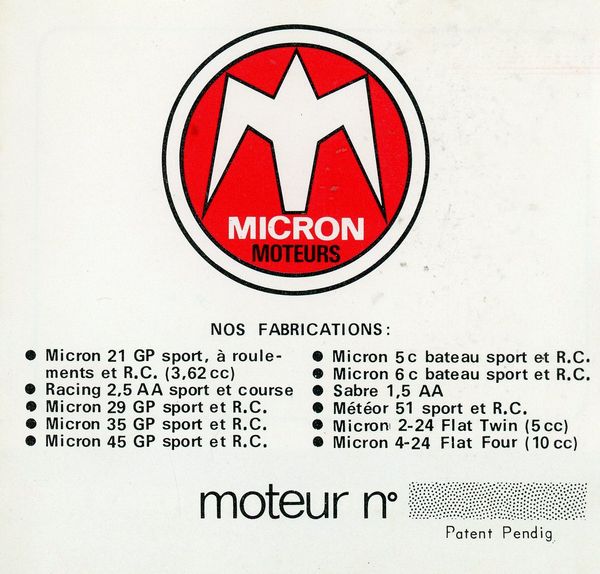 MICRON
MOTEURS
NOS FABRICATIONS:
● Micron 21 GP sport, à roule-
ments et R.C. (3,62 cc)
● Racing 2,5 AA sport et course
● Micron 29 GP sport et R.C.
● Micron 35 GP sport et R.C.
● Micron 45 GP sport et R.C.
● Micron 5 c bateau sport et R.C.
● Micron 6 c bateau sport et R.C.
● Sabre 1,5 AA
● Météor 51 sport et R.C.
● Micron 2-24 Flat Twin (5 cc)
● Micron 4-24 Flat Four (10 cc)
moteur n°
Patent Pendig